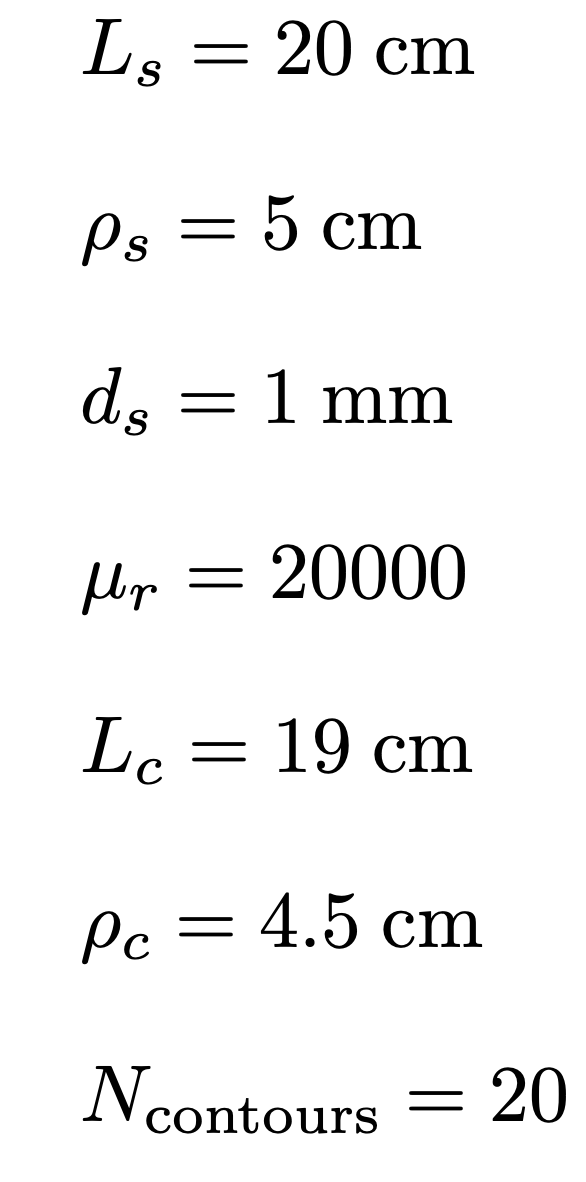 L_s = 20 cm
ρ_s = 5 cm
d_s = 1 mm
μ_r = 20000
L_c = 19 cm
ρ_c = 4.5 cm
N_contours = 20